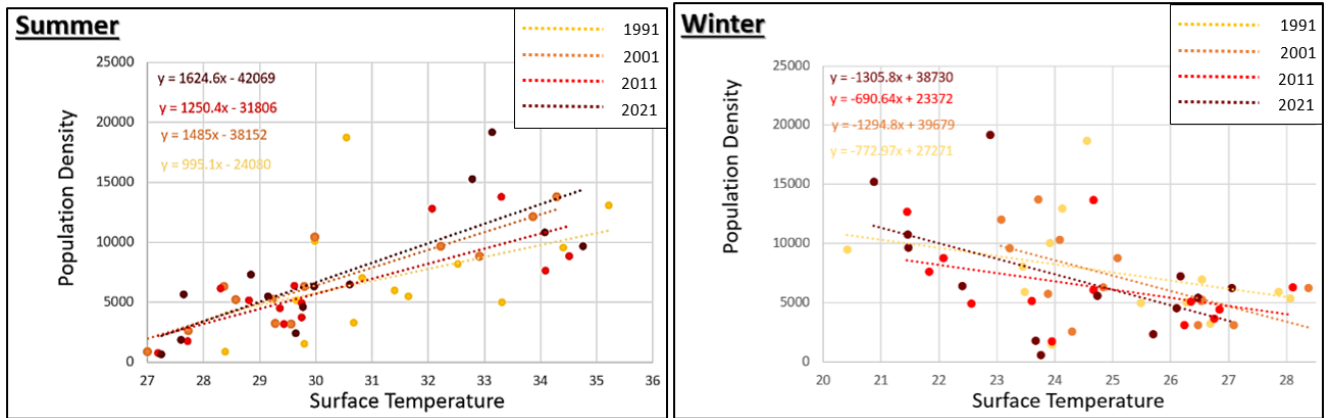 Summer
1991
2001
2011
2021
25000
20000
15000
10000
5000
0
y = 1624.6x - 42069
y = 1250.4x - 31806
y = 1485x - 38152
y = 995.1x - 24080
Population Density
27 28 29 30 31 32 33 34 35 36
Surface Temperature
Winter
1991
2001
2011
2021
25000
20000
15000
10000
5000
0
y = -1305.8x + 38730
y = -690.64x + 23372
y = -1294.8x + 39679
y = -772.97x + 27271
Population Density
20 21 22 23 24 25 26 27 28
Surface Temperature